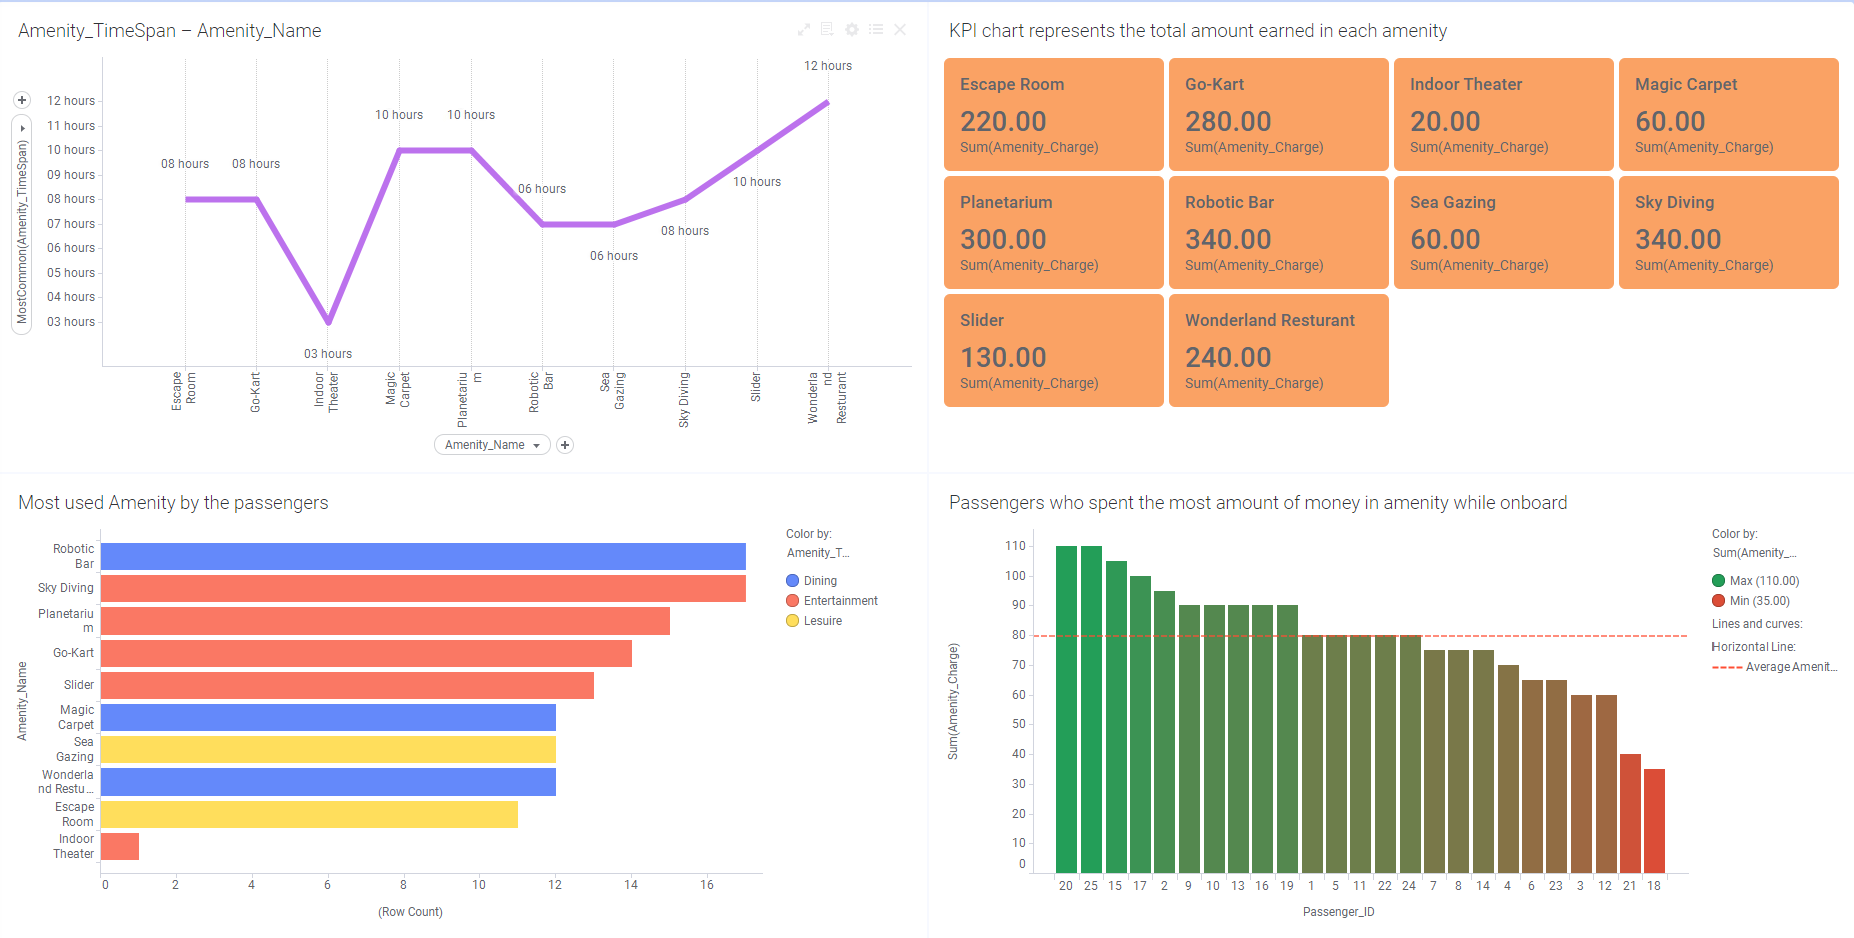 Amenity_TimeSpan – Amenity_Name
12 hours
11 hours
10 hours
09 hours
08 hours
07 hours
06 hours
05 hours
04 hours
03 hours
MostCommon(Amenity_TimeSpan)
08 hours
08 hours
03 hours
10 hours
10 hours
06 hours
06 hours
08 hours
10 hours
12 hours
Escape
Room
Go-Kart
Indoor
Theater
Magic
Carpet
Planetariu
m
Robotic
Bar
Sea
Gazing
Sky Diving
Slider
Wonderla
nd
Resturant
Amenity_Name
KPI chart represents the total amount earned in each amenity
Escape Room
220.00
Sum(Amenity_Charge)
Go-Kart
280.00
Sum(Amenity_Charge)
Indoor Theater
20.00
Sum(Amenity_Charge)
Magic Carpet
60.00
Sum(Amenity_Charge)
Planetarium
300.00
Sum(Amenity_Charge)
Robotic Bar
340.00
Sum(Amenity_Charge)
Sea Gazing
60.00
Sum(Amenity_Charge)
Sky Diving
340.00
Sum(Amenity_Charge)
Slider
130.00
Sum(Amenity_Charge)
Wonderland Resturant
240.00
Sum(Amenity_Charge)
Most used Amenity by the passengers
Amenity_Name
Robotic
Bar
Sky Diving
Planetariu
m
Go-Kart
Slider
Magic
Carpet
Sea
Gazing
Wonderla
nd Restu...
Escape
Room
Indoor
Theater
0 2 4 6 8 10 12 14 16
(Row Count)
Color by:
Amenity_T...
Dining
Entertainment
Lesuire
Passengers who spent the most amount of money in amenity while onboard
Sum(Amenity_Charge)
110
100
90
80
70
60
50
40
30
20
10
0
20 25 15 17 2 9 10 13 16 19 1 5 11 22 24 7 8 14 4 6 23 3 12 21 18
Passenger_ID
Color by:
Sum(Amenity_...
Max (110.00)
Min (35.00)
Lines and curves:
Horizontal Line:
Average Amenit...